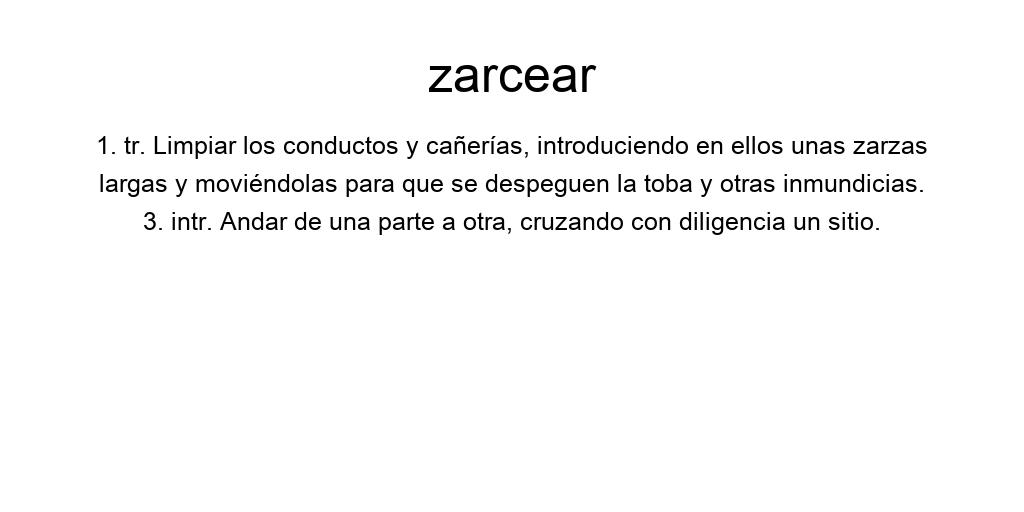 zarcear
1. tr. Limpiar los conductos y cañerías, introduciendo en ellos unas zarzas
largas y moviéndolas para que se despeguen la toba y otras inmundicias.
3. intr. Andar de una parte a otra, cruzando con diligencia un sitio.